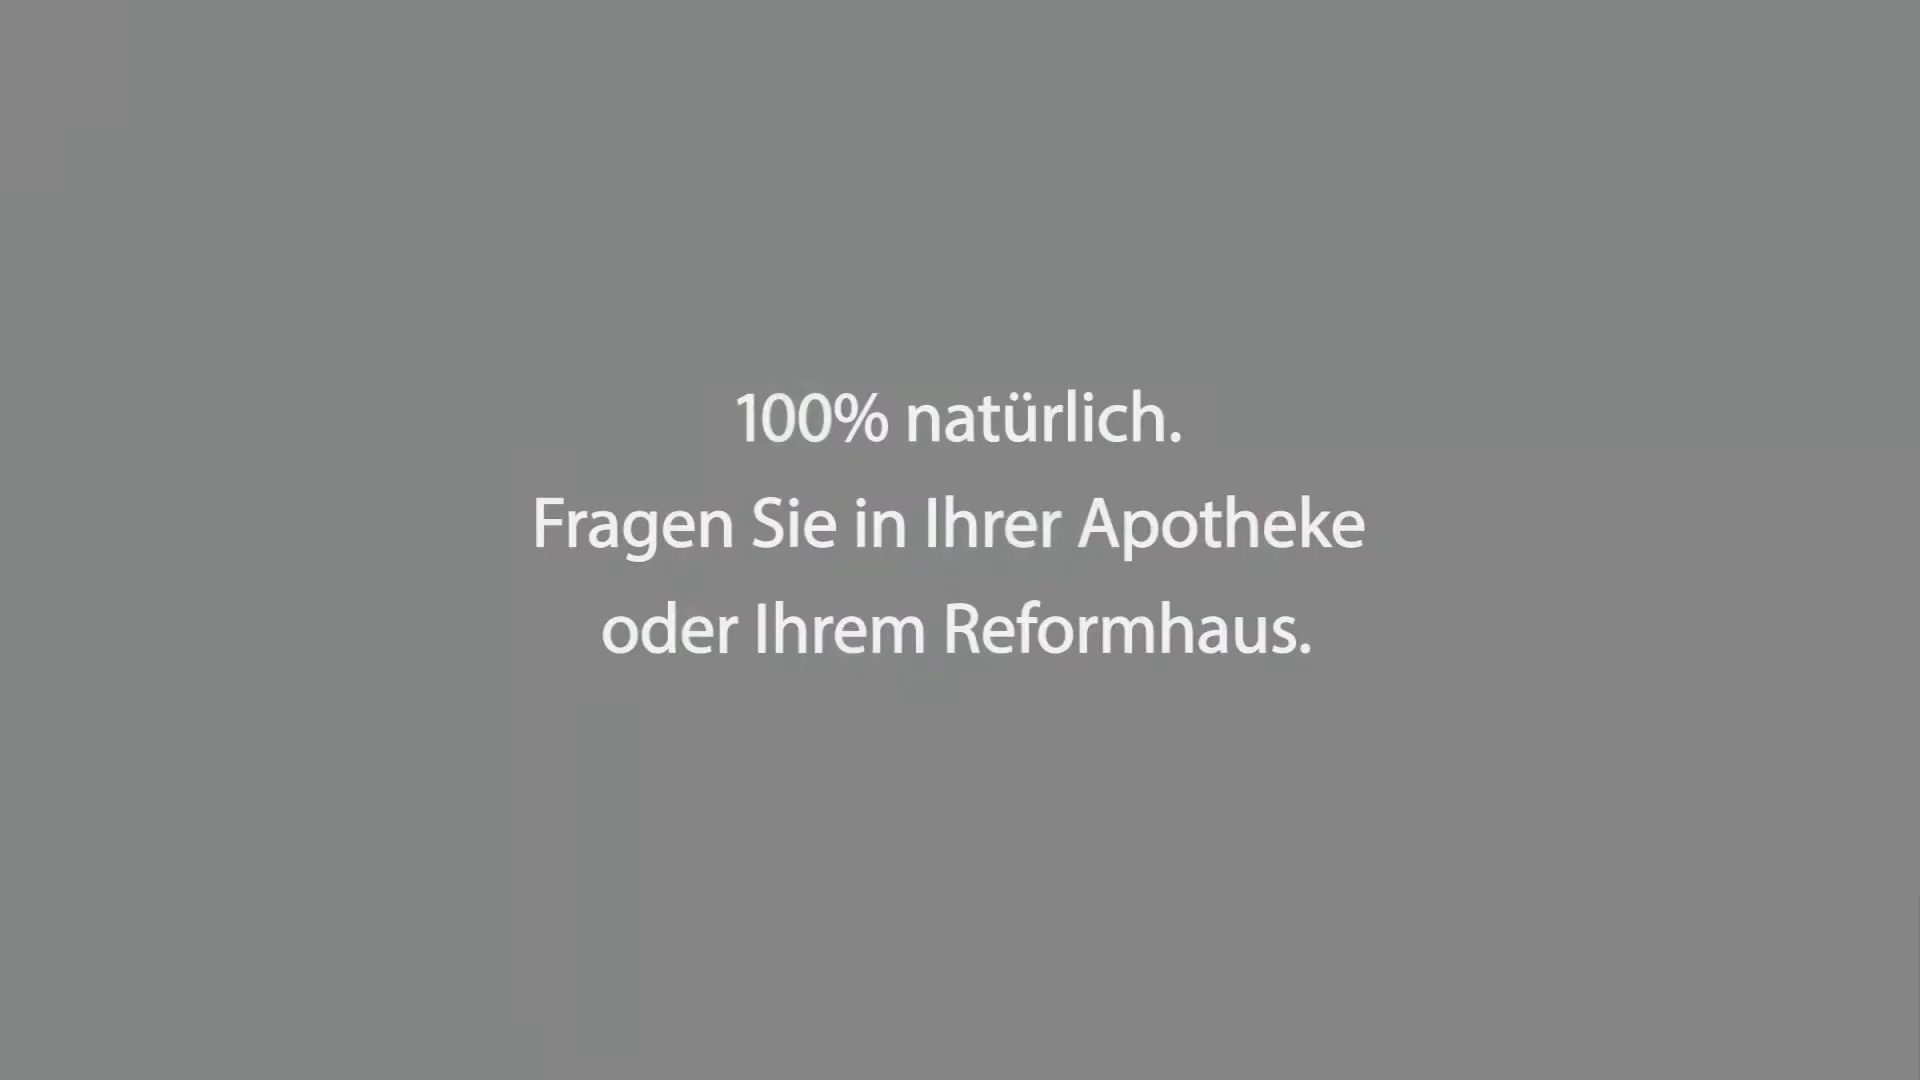 100% natürlich.
Fragen Sie in Ihrer Apotheke
oder Ihrem Reformhaus.